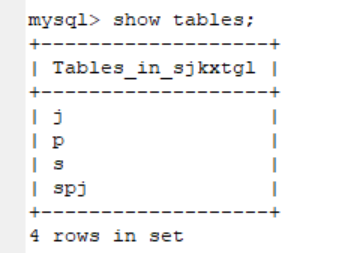 mysql> show tables;
+-------------------+
| Tables_in_sjkxtgl |
+-------------------+
| j                 |
| p                 |
| s                 |
| spj               |
+-------------------+
4 rows in set